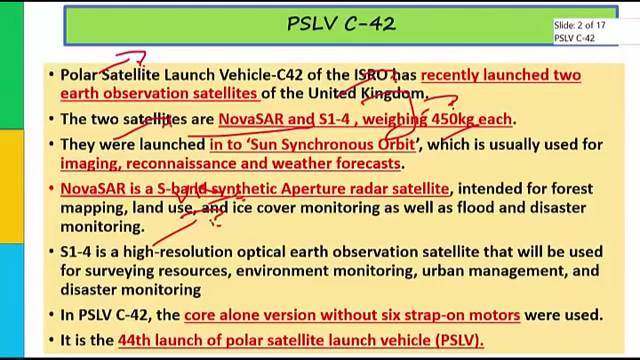 PSLV C-42
Slide: 2 of 17
PSLV C-42
• Polar Satellite Launch Vehicle-C42 of the ISRO has recently launched two
earth observation satellites of the United Kingdom.
• The two satellites are NovaSAR and S1-4 , weighing 450kg each.
• They were launched in to ‘Sun Synchronous Orbit’, which is usually used for
imaging, reconnaissance and weather forecasts.
• NovaSAR is a S-band synthetic Aperture radar satellite, intended for forest
mapping, land use, and ice cover monitoring as well as flood and disaster
monitoring.
• S1-4 is a high-resolution optical earth observation satellite that will be used
for surveying resources, environment monitoring, urban management, and
disaster monitoring
• In PSLV C-42, the core alone version without six strap-on motors were used.
• It is the 44th launch of polar satellite launch vehicle (PSLV).